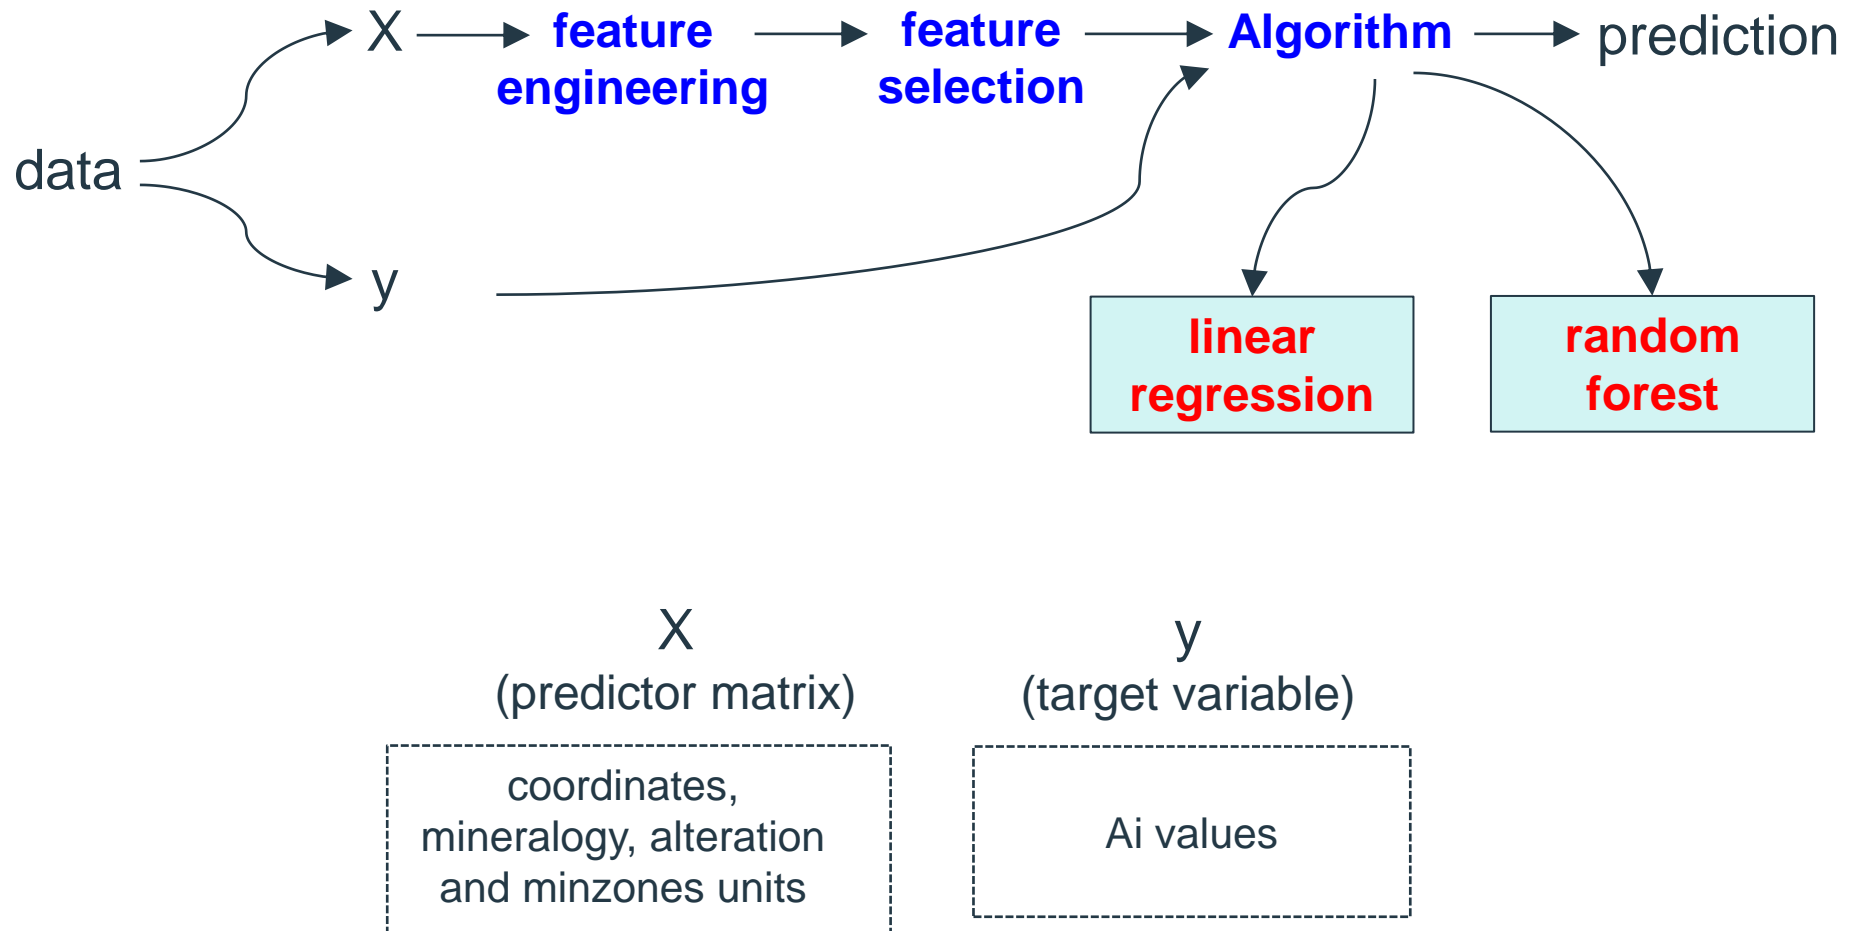 X
feature
engineering
feature
selection
Algorithm
prediction
data
y
linear
regression
random
forest
X
(predictor matrix)
y
(target variable)
coordinates,
mineralogy, alteration
and minzones units
Ai values